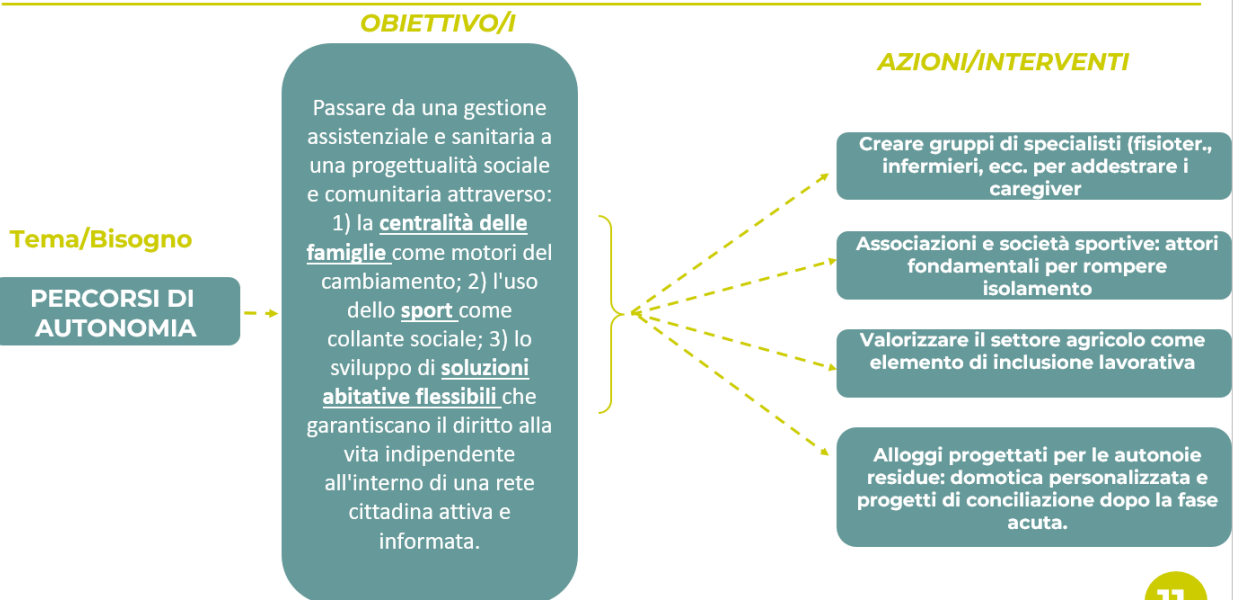 OBIETTIVO/I
AZIONI/INTERVENTI
Tema/Bisogno
PERCORSI DI
AUTONOMIA
Passare da una gestione
assistenziale e sanitaria a
una progettualità sociale
e comunitaria attraverso:
1) la centralità delle
famiglie come motori del
cambiamento; 2) l'uso
dello sport come
collante sociale; 3) lo
sviluppo di soluzioni
abitative flessibili che
garantiscano il diritto alla
vita indipendente
all'interno di una rete
cittadina attiva e
informata.
Creare gruppi di specialisti (fisioter.,
infermieri, ecc. per addestrare i
caregiver
Associazioni e società sportive: attori
fondamentali per rompere
isolamento
Valorizzare il settore agricolo come
elemento di inclusione lavorativa
Alloggi progettati per le autonoie
residue: domotica personalizzata e
progetti di conciliazione dopo la fase
acuta.
11